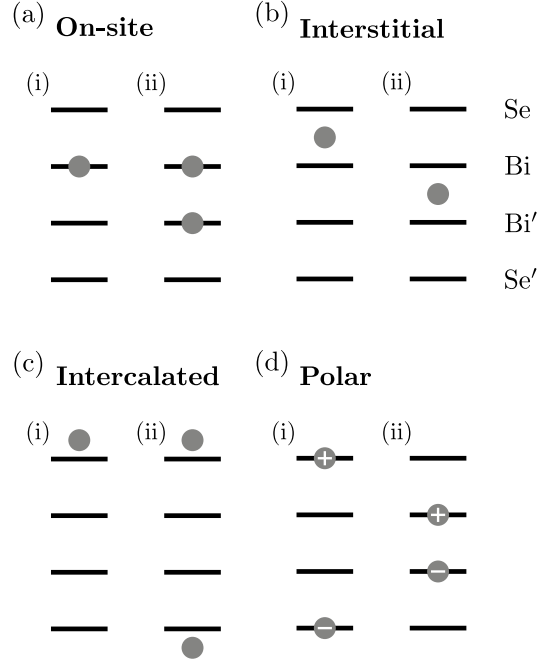 (a) On-site (b) Interstitial
(i) (ii) (i) (ii)
Se
Bi
Bi′
Se′
(c) Intercalated (d) Polar
(i) (ii) (i) (ii)
+
+
−
−